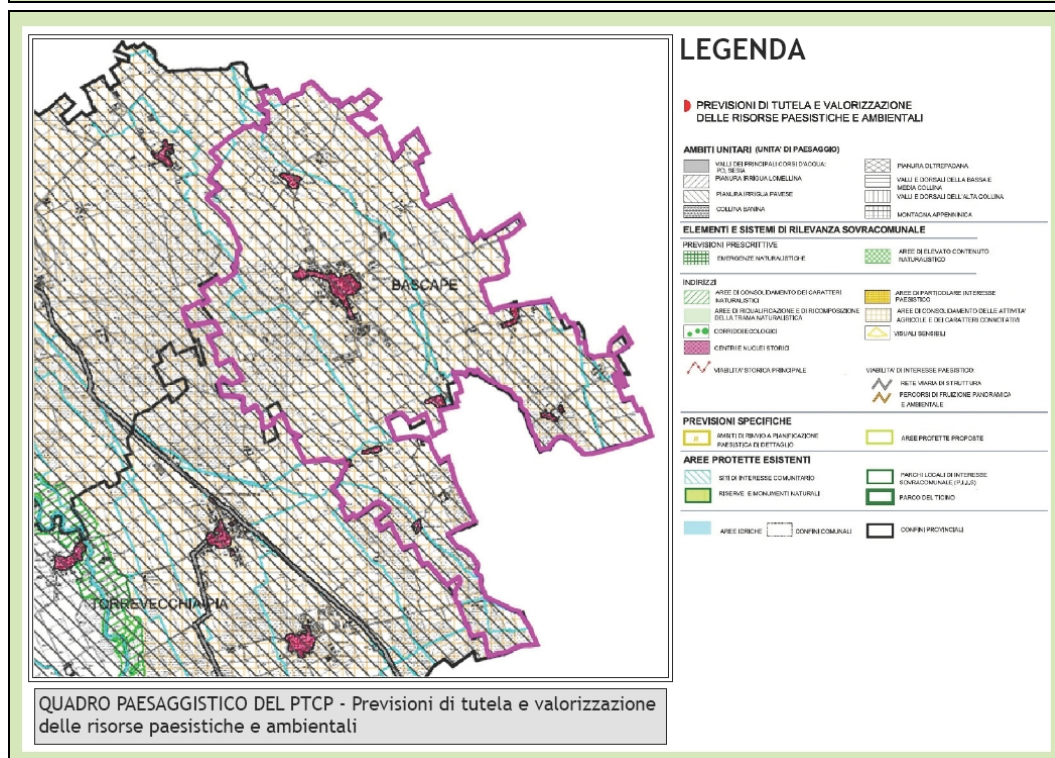 LEGENDA
PREVISIONI DI TUTELA E VALORIZZAZIONE
DELLE RISORSE PAESISTICHE E AMBIENTALI
AMBITI UNITARI (UNITA' DI PAESAGGIO)
VALLI DEI PRINCIPALI CORSI D'ACQUA:
PO, SESIA
PIANURA IRRIGUA LOMELLINA
PIANURA IRRIGUA PAVESE
COLLINA BANINA
PIANURA OLTREPADANA
VALLI E DORSALI DELLA BASSA E
MEDIA COLLINA
VALLI E DORSALI DELL'ALTA COLLINA
MONTAGNA APPENNINICA
ELEMENTI E SISTEMI DI RILEVANZA SOVRACOMUNALE
PREVISIONI PRESCRITTIVE
EMERGENZE NATURALISTICHE
AREE DI ELEVATO CONTENUTO
NATURALISTICO
INDIRIZZI
AREE DI CONSOLIDAMENTO DEI CARATTERI
NATURALISTICI
AREE DI RIQUALIFICAZIONE E DI RICOMPOSIZIONE
DELLA TRAMA NATURALISTICA
CORRIDOI ECOLOGICI
CENTRI E NUCLEI STORICI
VIABILITA' STORICA PRINCIPALE
AREE DI PARTICOLARE INTERESSE
PAESISTICO
AREE DI CONSOLIDAMENTO DELLE ATTIVITA'
AGRICOLE E DEI CARATTERI CONNOTATIVI
VISUALI SENSIBILI
VIABILITA' DI INTERESSE PAESISTICO:
RETE VIARIA DI STRUTTURA
PERCORSI DI FRUIZIONE PANORAMICA
E AMBIENTALE
PREVISIONI SPECIFICHE
AMBITI DI RINVIO A PIANIFICAZIONE
PAESISTICA DI DETTAGLIO
AREE PROTETTE PROPOSTE
AREE PROTETTE ESISTENTI
SITI DI INTERESSE COMUNITARIO
RISERVE E MONUMENTI NATURALI
PARCHI LOCALI DI INTERESSE
SOVRACOMUNALE (P.L.I.S)
PARCO DEL TICINO
AREE IDRICHE
CONFINI COMUNALI
CONFINI PROVINCIALI
BASCAPE'
TORREVECCHIA PIA
QUADRO PAESAGGISTICO DEL PTCP - Previsioni di tutela e valorizzazione
delle risorse paesistiche e ambientali